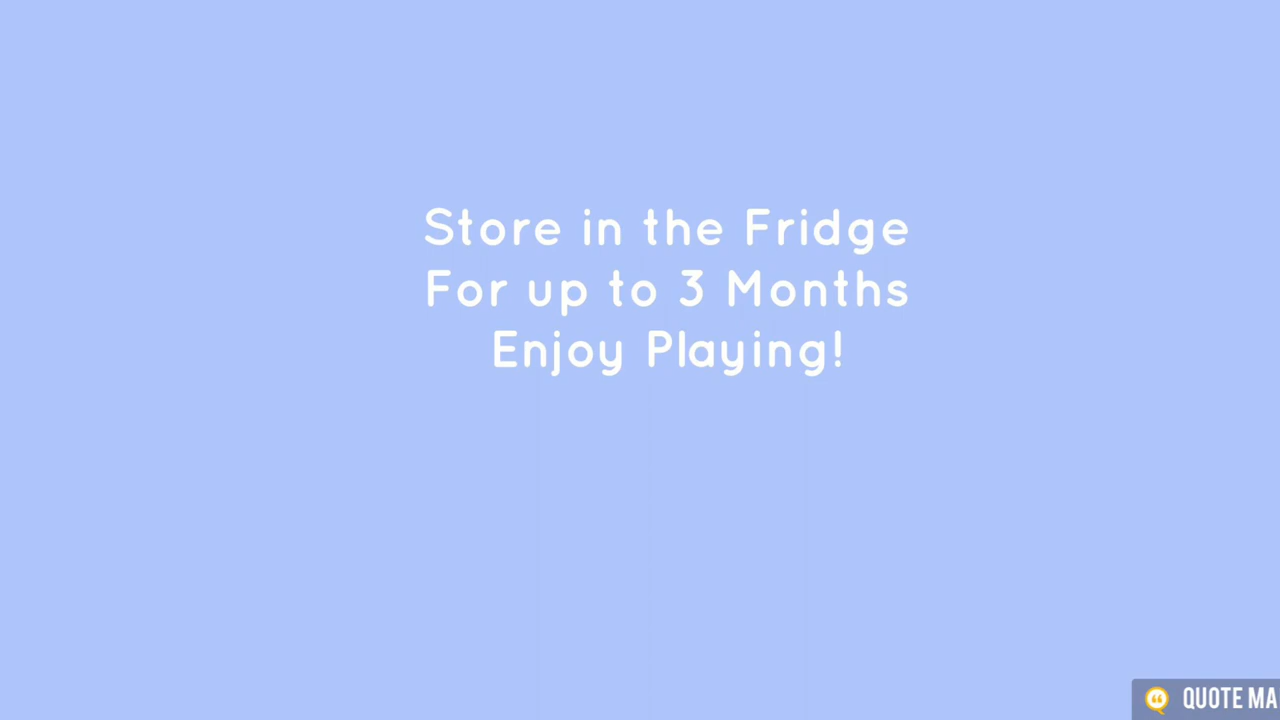 Store in the Fridge
For up to 3 Months
Enjoy Playing!
QUOTE MA